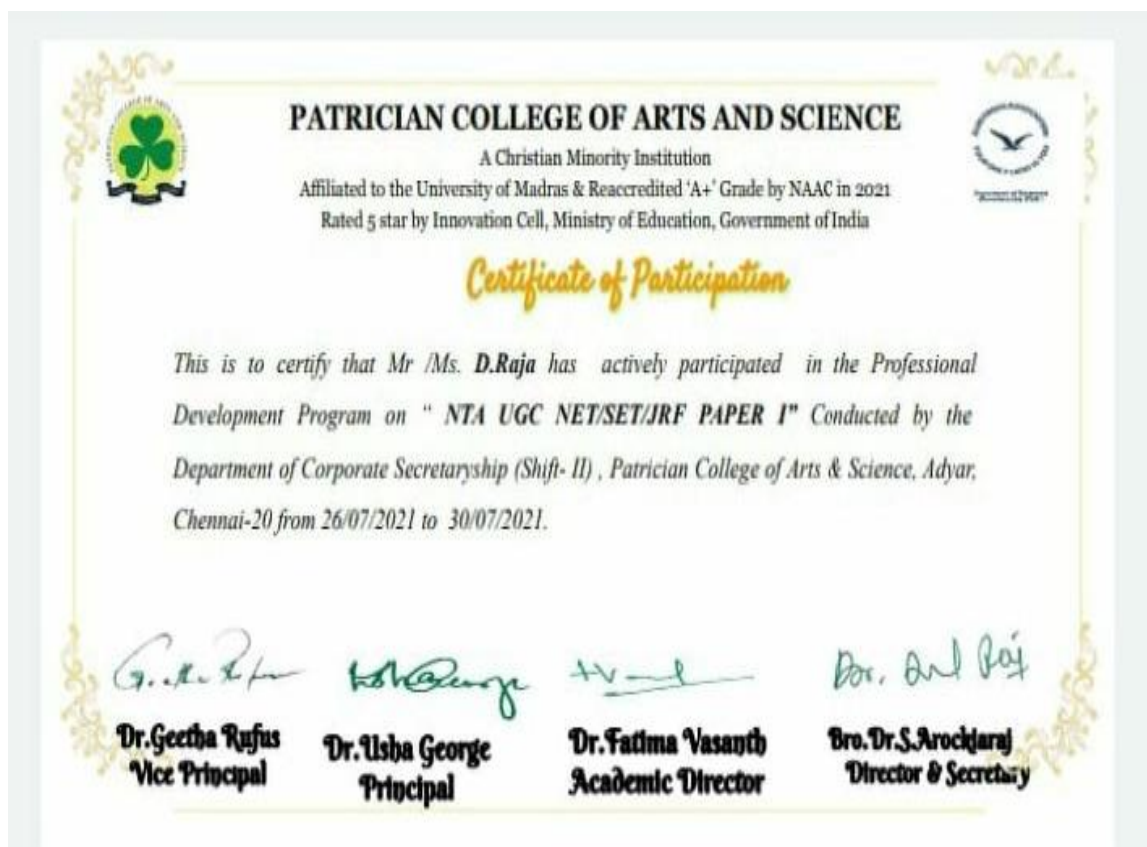 PATRICIAN COLLEGE OF ARTS AND SCIENCE
A Christian Minority Institution
Affiliated to the University of Madras & Reaccredited 'A+' Grade by NAAC in 2021
Rated 5 star by Innovation Cell, Ministry of Education, Government of India
Certificate of Participation
This is to certify that Mr /Ms. D.Raja has actively participated in the Professional
Development Program on “ NTA UGC NET/SET/JRF PAPER I” Conducted by the
Department of Corporate Secretaryship (Shift- II) , Patrician College of Arts & Science, Adyar,
Chennai-20 from 26/07/2021 to 30/07/2021.
Dr.Geetha Rufus
Vice Principal
Dr.Usha George
Principal
Dr.Fatima Vasanth
Academic Director
Bro.Dr.S.Arockiaraj
Director & Secretary